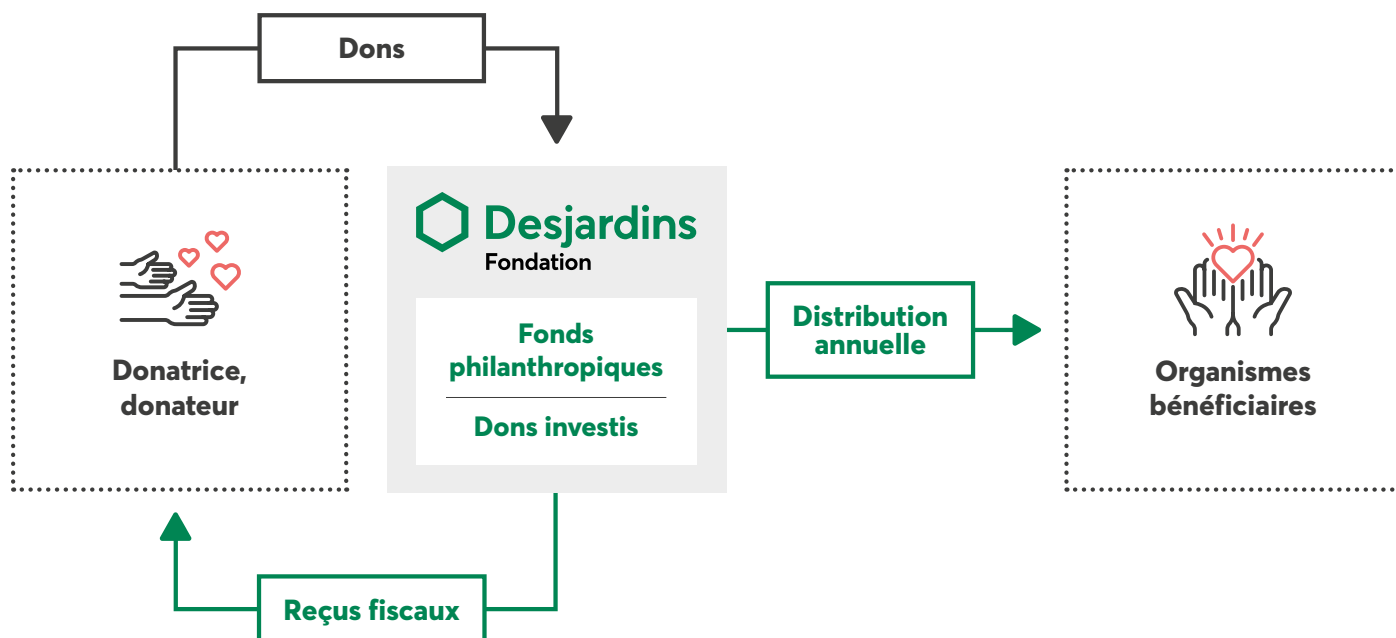 Dons
Desjardins
Fondation
Fonds
philanthropiques
Dons investis
Donatrice,
donateur
Distribution
annuelle
Organismes
bénéficiaires
Reçus fiscaux